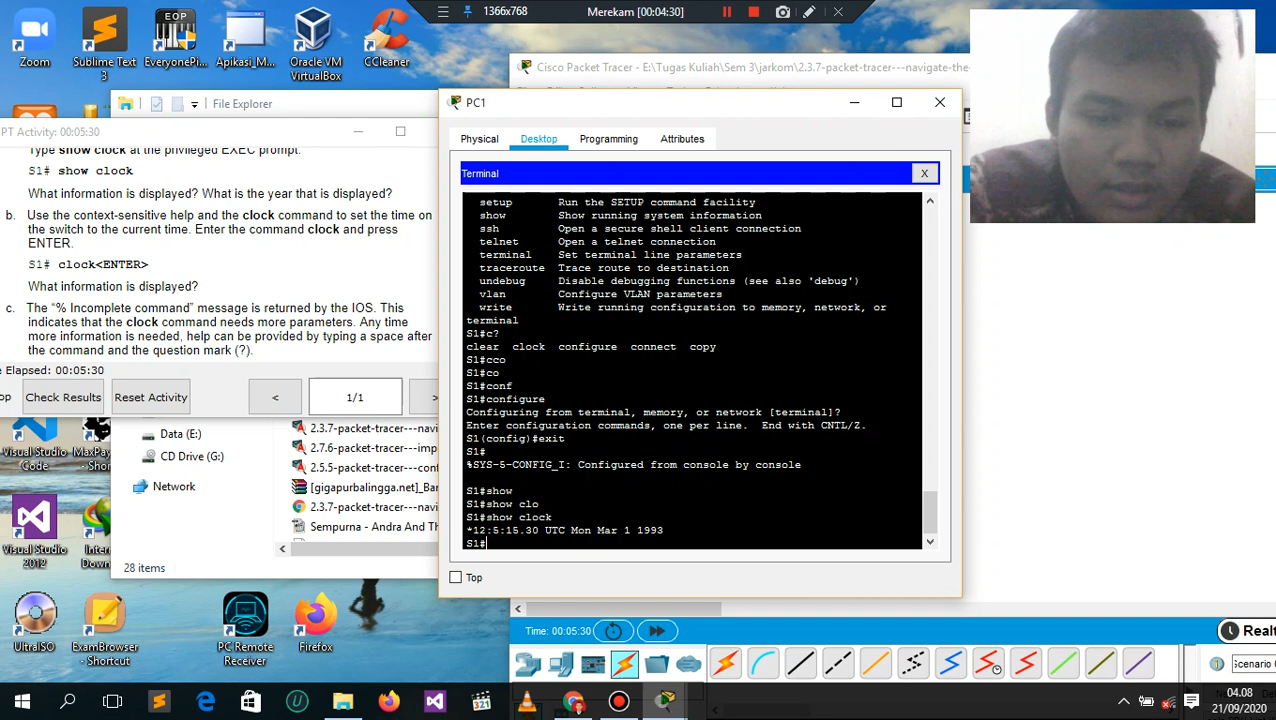 1366x768
Merekam [00:04:30]
Zoom
Sublime Text
3
EOP
EveryonePi...
Apikasi_M...
Oracle VM
VirtualBox
CCleaner
File Explorer
Cisco Packet Tracer - E:\Tugas Kuliah\Sem 3\jarkom\2.3.7-packet-tracer---navigate-the-
PT Activity: 00:05:30
Type show clock at the privileged EXEC prompt.
S1# show clock
What information is displayed? What is the year that is displayed?
b. Use the context-sensitive help and the clock command to set the time on
the switch to the current time. Enter the command clock and press
ENTER.
S1# clock<ENTER>
What information is displayed?
c. The “% Incomplete command” message is returned by the IOS. This
indicates that the clock command needs more parameters. Any time
more information is needed, help can be provided by typing a space after
the command and the question mark (?).
e Elapsed: 00:05:30
op
Check Results
Reset Activity
<
1/1
>
PC1
Physical
Desktop
Programming
Attributes
Terminal
X
setup Run the SETUP command facility
show Show running system information
ssh Open a secure shell client connection
telnet Open a telnet connection
terminal Set terminal line parameters
traceroute Trace route to destination
undebug Disable debugging functions (see also 'debug')
vlan Configure VLAN parameters
write Write running configuration to memory, network, or
terminal
S1#c?
clear clock configure connect copy
S1#cco
S1#co
S1#conf
S1#configure
Configuring from terminal, memory, or network [terminal]?
Enter configuration commands, one per line. End with CNTL/Z.
S1(config)#exit
S1#
%SYS-5-CONFIG_I: Configured from console by console
S1#show
S1#show clo
S1#show clock
*12:5:15.30 UTC Mon Mar 1 1993
S1#
Top
Data (E:)
CD Drive (G:)
Network
28 items
2.3.7-packet-tracer---navi...
2.7.6-packet-tracer---imp...
2.5.5-packet-tracer---conf
[gigapurbalingga.net]_Bar
2.3.7-packet-tracer---navi
Sempurna - Andra And Th
Visual Studio
Code
MaxPay
Visual Studio
2012
UltraISO
ExamBrowser
- Shortcut
PC Remote
Receiver
Firefox
Time: 00:05:30
Realt
04.08
21/09/2020